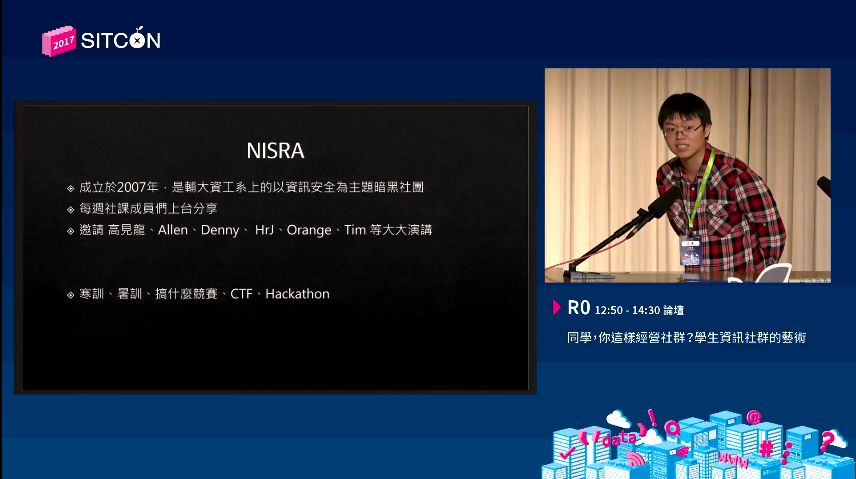 2017 SITCON
NISRA
成立於2007年，是輔大資工系上的以資訊安全為主題暗黑社團
每週社課成員們上台分享
邀請 高見龍、Allen、Denny、HrJ、Orange、Tim 等大大演講
寒訓、暑訓、搞什麼競賽、CTF、Hackathon
R0 12:50 - 14:30 論壇
同學，你這樣經營社群？學生資訊社群的藝術
data
@
www
#
?
!